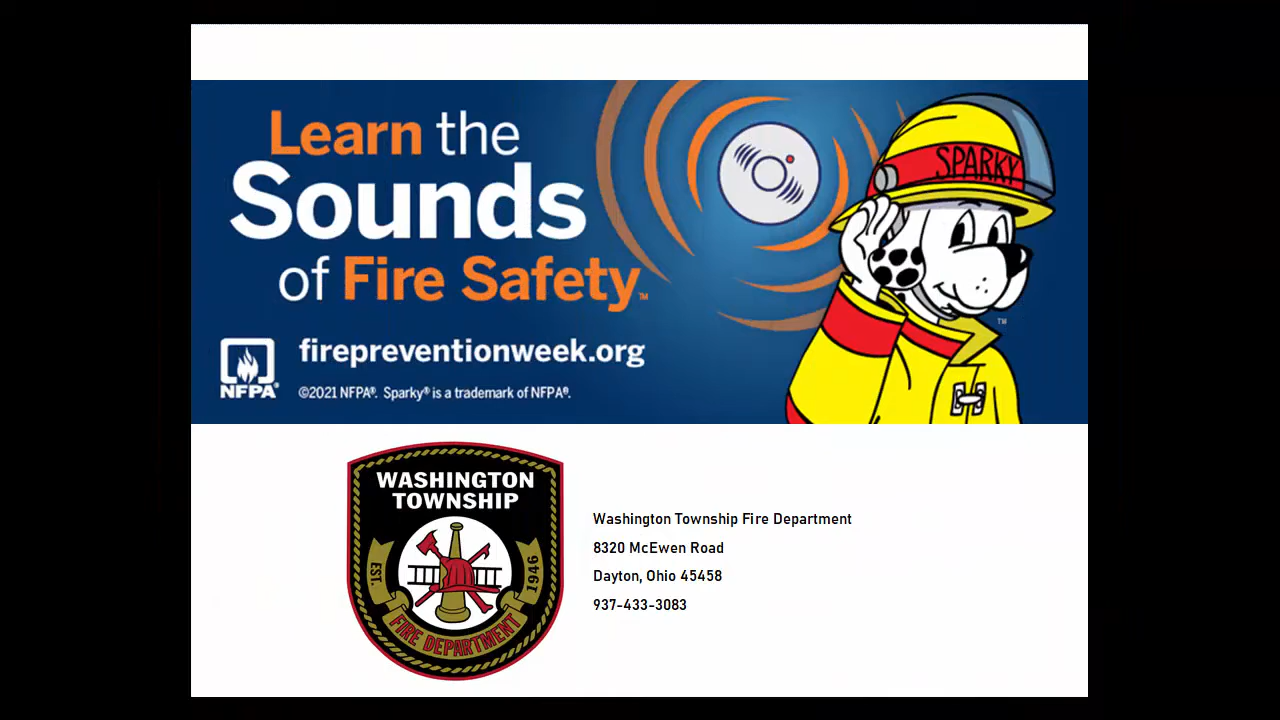 Learn the
Sounds
of Fire Safety™
SPARKY
™
firepreventionweek.org
NFPA®
©2021 NFPA®. Sparky® is a trademark of NFPA®.
WASHINGTON
TOWNSHIP
EST. 1946
FIRE DEPARTMENT
Washington Township Fire Department
8320 McEwen Road
Dayton, Ohio 45458
937-433-3083